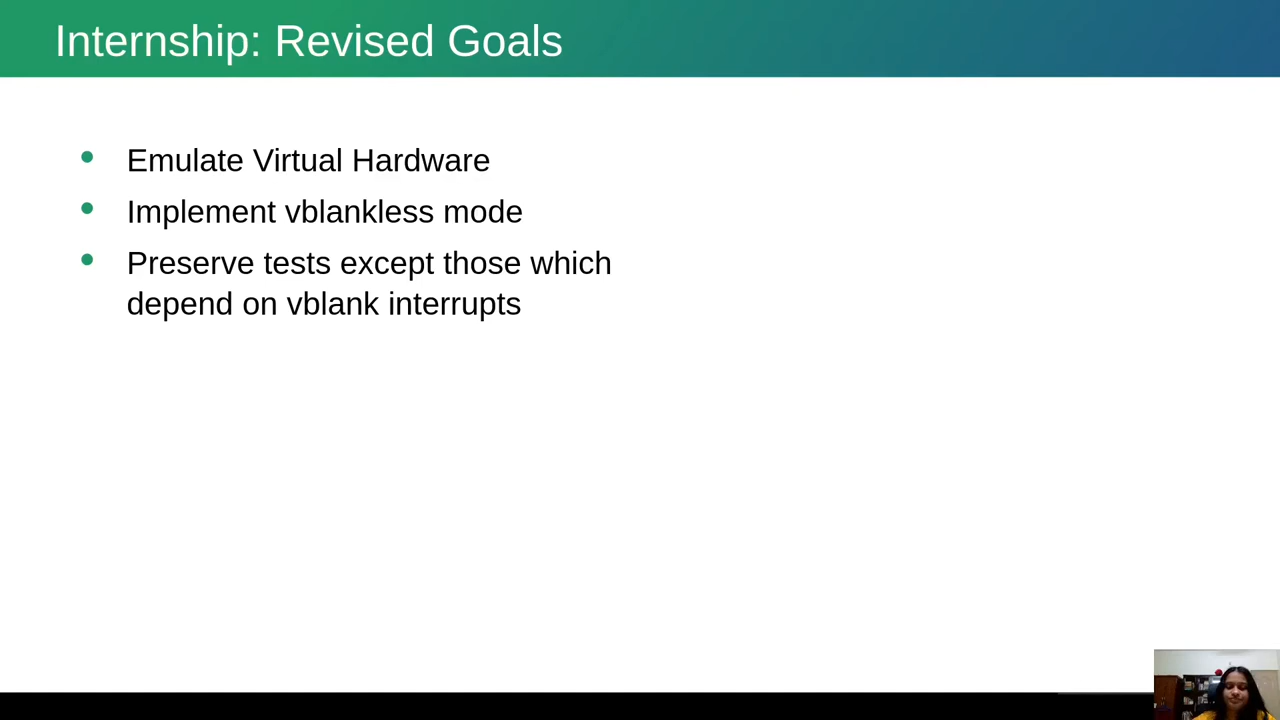 Internship: Revised Goals
Emulate Virtual Hardware
Implement vblankless mode
Preserve tests except those which
depend on vblank interrupts